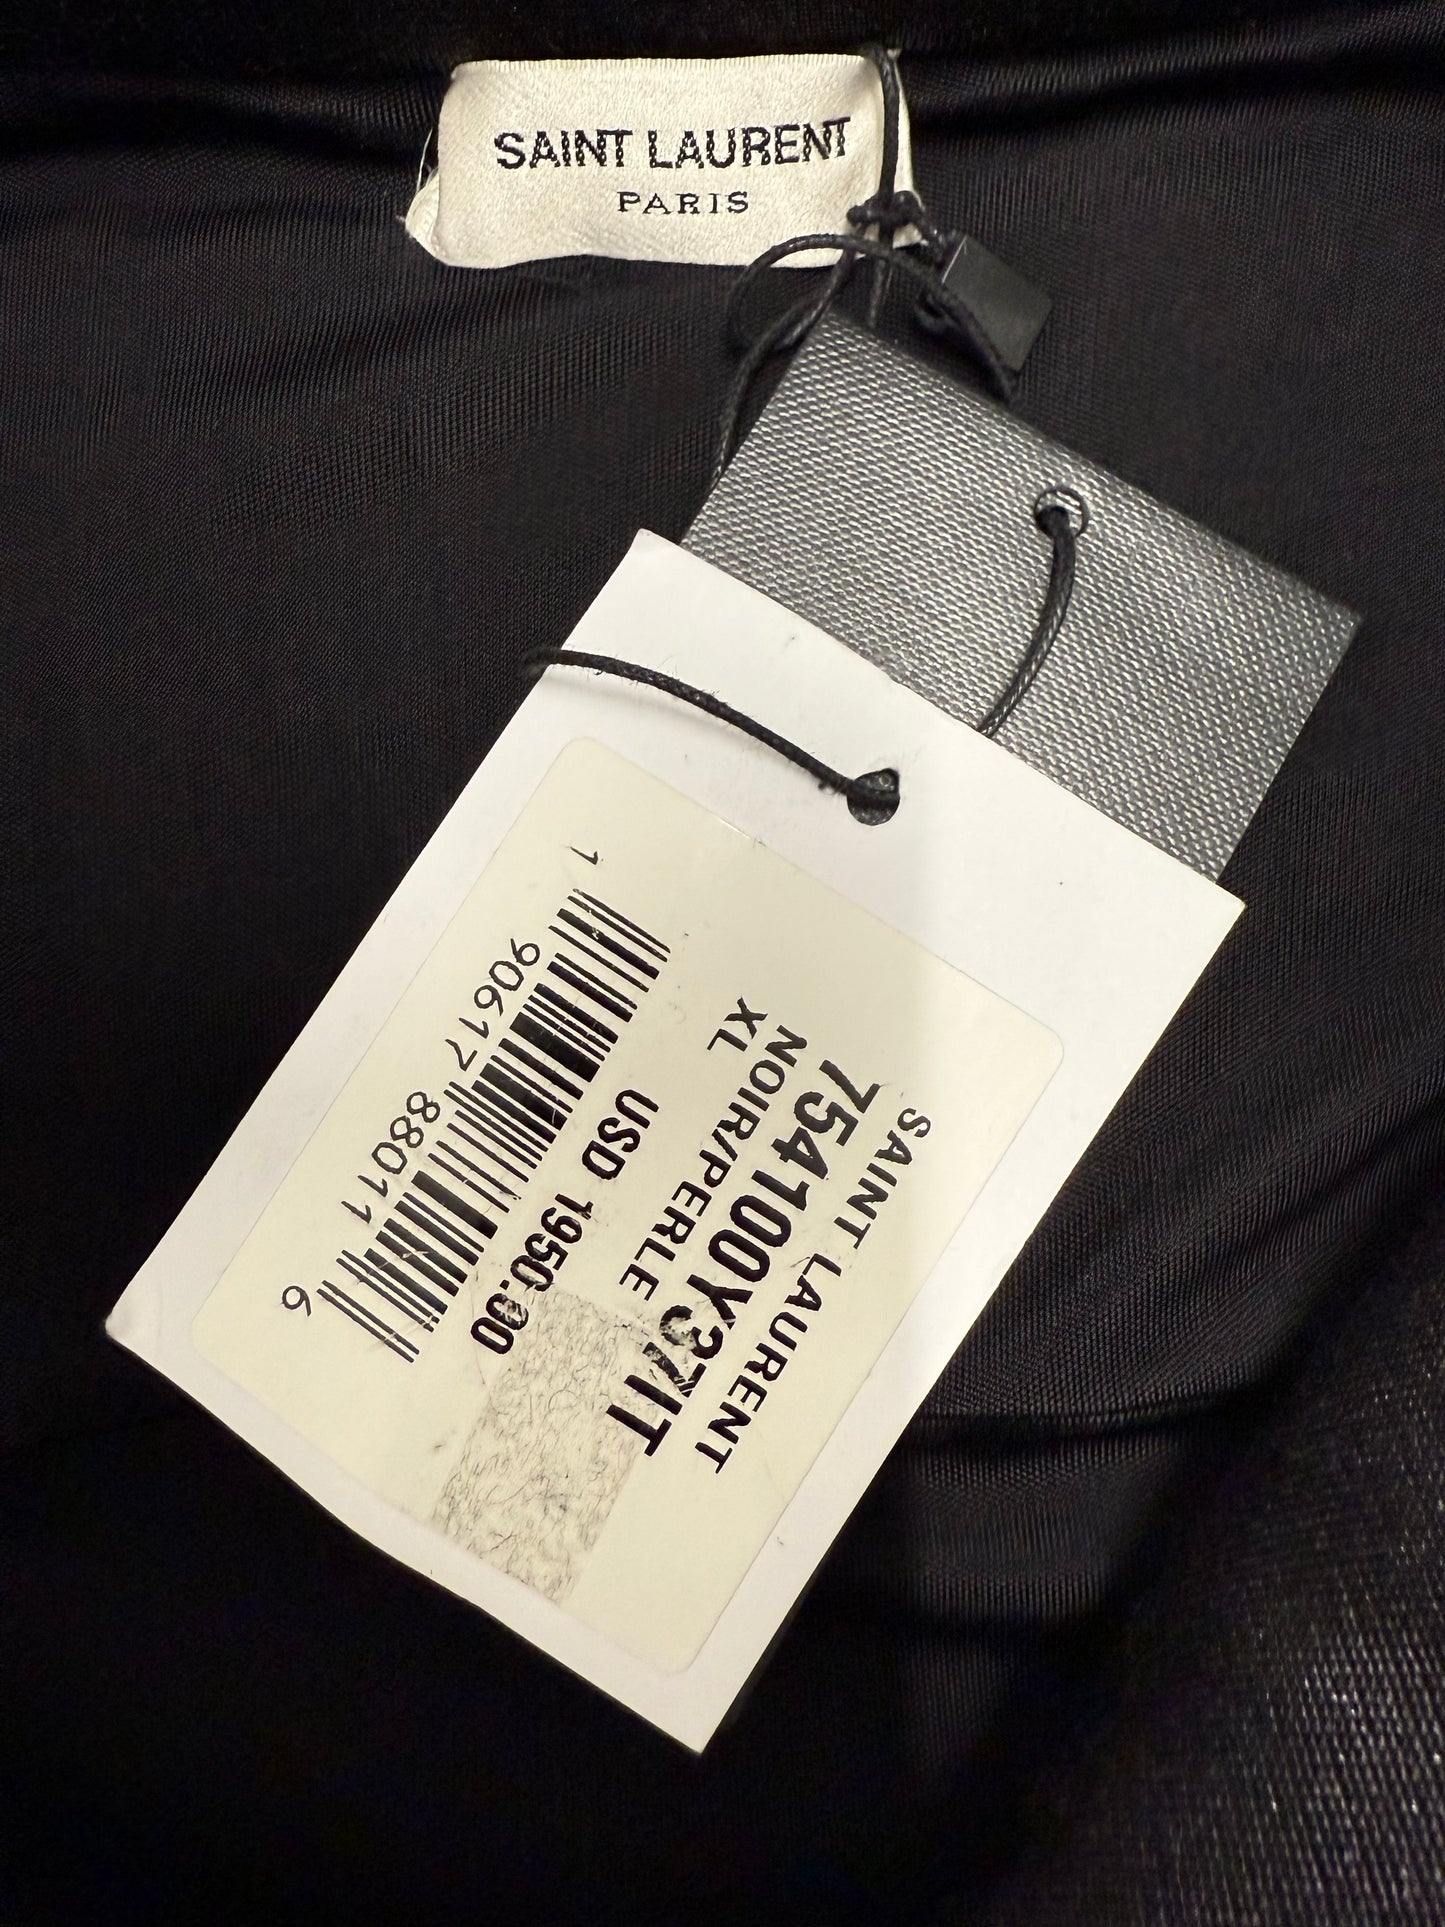 SAINT LAURENT
PARIS
SAINT LAURENT
754100Y37IT
NOIR/PERLE
XL
USD 1950.00
1 90617 88011 6